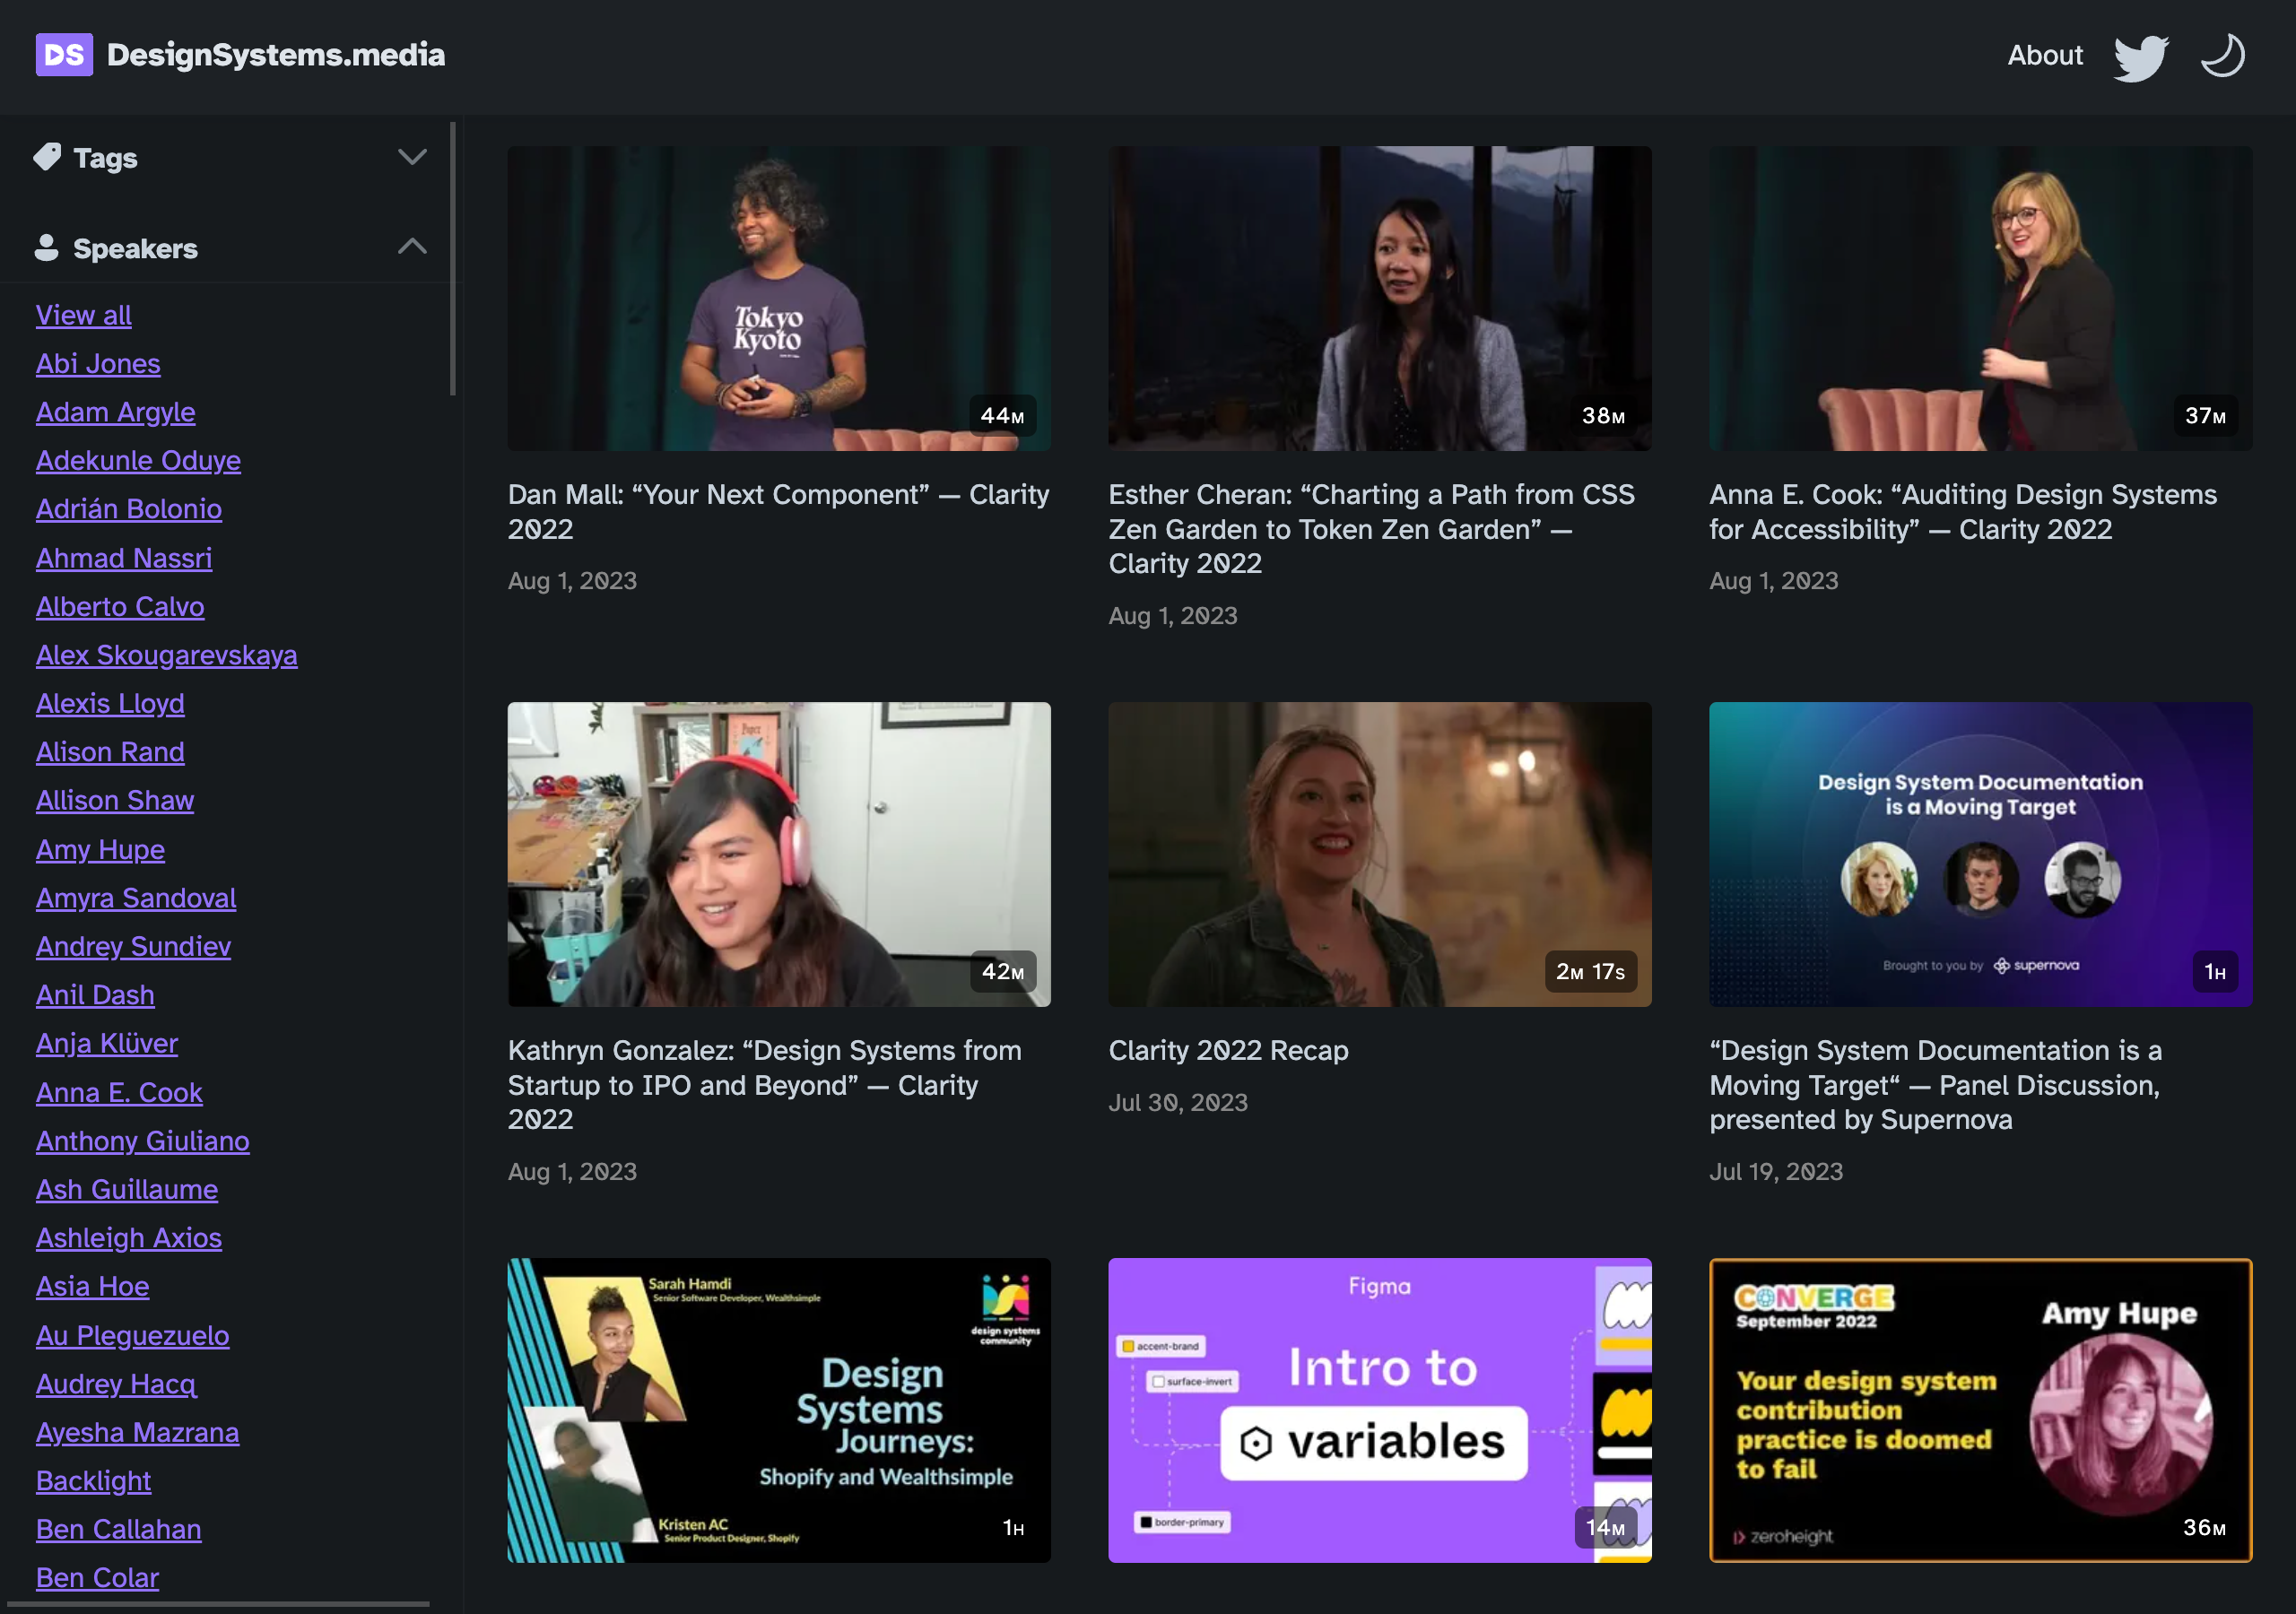 DS DesignSystems.media
About
Tags
Speakers
View all
Abi Jones
Adam Argyle
Adekunle Oduye
Adrián Bolonio
Ahmad Nassri
Alberto Calvo
Alex Skougarevskaya
Alexis Lloyd
Alison Rand
Allison Shaw
Amy Hupe
Amyra Sandoval
Andrey Sundiev
Anil Dash
Anja Klüver
Anna E. Cook
Anthony Giuliano
Ash Guillaume
Ashleigh Axios
Asia Hoe
Au Pleguezuelo
Audrey Hacq
Ayesha Mazrana
Backlight
Ben Callahan
Ben Colar
Tokyo
Kyoto
44M
Dan Mall: “Your Next Component” — Clarity
2022
Aug 1, 2023
38M
Esther Cheran: “Charting a Path from CSS
Zen Garden to Token Zen Garden” —
Clarity 2022
Aug 1, 2023
37M
Anna E. Cook: “Auditing Design Systems
for Accessibility” — Clarity 2022
Aug 1, 2023
42M
Kathryn Gonzalez: “Design Systems from
Startup to IPO and Beyond” — Clarity
2022
Aug 1, 2023
2M 17S
Clarity 2022 Recap
Jul 30, 2023
Design System Documentation
is a Moving Target
Brought to you by supernova
1H
“Design System Documentation is a
Moving Target“ — Panel Discussion,
presented by Supernova
Jul 19, 2023
Sarah Hamdi
Senior Software Developer, Wealthsimple
design systems
community
Design
Systems
Journeys:
Shopify and Wealthsimple
Kristen AC
Senior Product Designer, Shopify
1H
Figma
accent-brand
surface-invert
Intro to
variables
border-primary
14M
CONVERGE
September 2022
Amy Hupe
Your design system
contribution
practice is doomed
to fail
zeroheight
36M